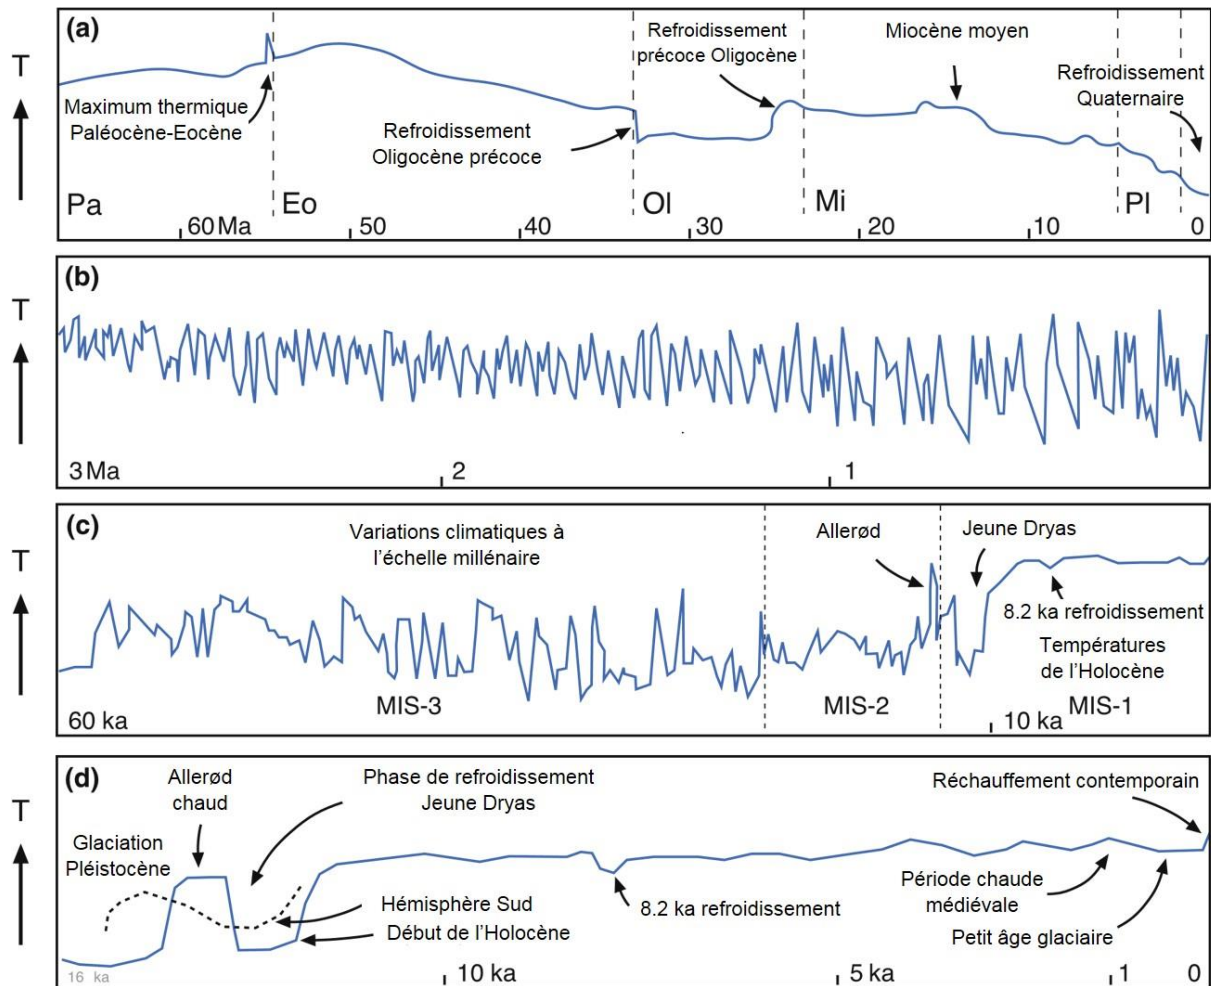 (a)
T
Maximum thermique
Paléocène-Eocène
Refroidissement
Oligocène précoce
Refroidissement
précoce Oligocène
Miocène moyen
Refroidissement
Quaternaire
Pa
Eo
Ol
Mi
Pl
60 Ma
50
40
30
20
10
0
(b)
T
3 Ma
2
1
(c)
T
Variations climatiques à
l'échelle millénaire
Allerød
Jeune Dryas
8.2 ka refroidissement
Températures
de l'Holocène
MIS-3
MIS-2
MIS-1
60 ka
10 ka
(d)
T
Allerød
chaud
Phase de refroidissement
Jeune Dryas
Réchauffement contemporain
Glaciation
Pléistocène
Hémisphère Sud
Début de l'Holocène
8.2 ka refroidissement
Période chaude
médiévale
Petit âge glaciaire
16 ka
10 ka
5 ka
1
0